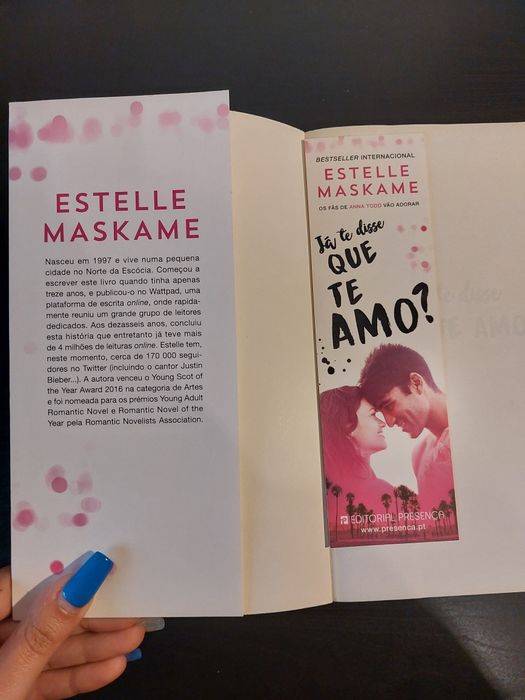 ESTELLE
MASKAME
Nasceu em 1997 e vive numa pequena
cidade no Norte da Escócia. Começou a
escrever este livro quando tinha apenas
treze anos, e publicou-o no Wattpad, uma
plataforma de escrita online, onde rapida-
mente reuniu um grande grupo de leitores
dedicados. Aos dezasseis anos, concluiu
esta história que entretanto já teve mais
de 4 milhões de leituras online. Estelle tem,
neste momento, cerca de 170 000 segui-
dores no Twitter (incluindo o cantor Justin
Bieber...). A autora venceu o Young Scot of
the Year Award 2016 na categoria de Artes
e foi nomeada para os prémios Young Adult
Romantic Novel e Romantic Novel of the
Year pela Romantic Novelists Association.
BESTSELLER INTERNACIONAL
ESTELLE
MASKAME
OS FÃS DE ANNA TODD VÃO ADORAR
Já te disse
QUE
TE
AMO?
EDITORIAL PRESENÇA
www.presenca.pt
te disse
TE AMO